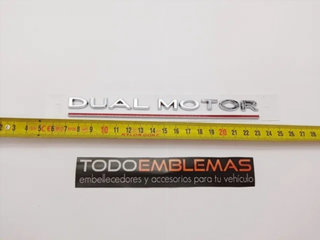 DUAL MOTOR
TODOEMBLEMAS
embellecedores y accesorios para tu vehículo